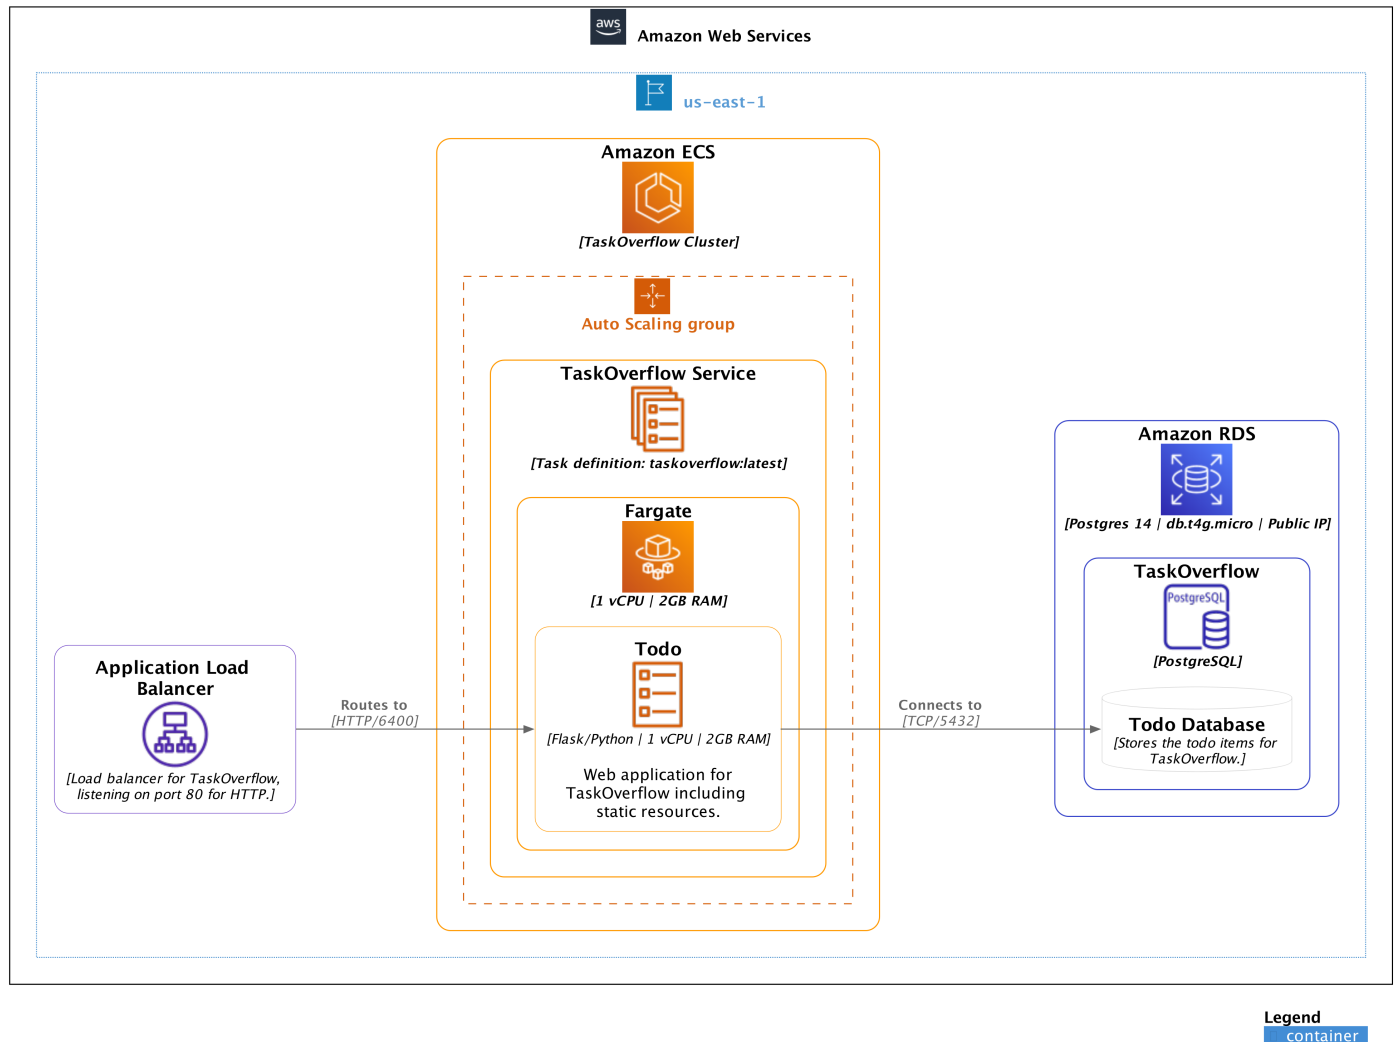 aws
Amazon Web Services
us-east-1
Amazon ECS
[TaskOverflow Cluster]
Auto Scaling group
TaskOverflow Service
[Task definition: taskoverflow:latest]
Fargate
[1 vCPU | 2GB RAM]
Todo
[Flask/Python | 1 vCPU | 2GB RAM]
Web application for
TaskOverflow including
static resources.
Application Load
Balancer
[Load balancer for TaskOverflow,
listening on port 80 for HTTP.]
Routes to
[HTTP/6400]
Connects to
[TCP/5432]
Amazon RDS
[Postgres 14 | db.t4g.micro | Public IP]
TaskOverflow
PostgreSQL
[PostgreSQL]
Todo Database
[Stores the todo items for
TaskOverflow.]
Legend
container